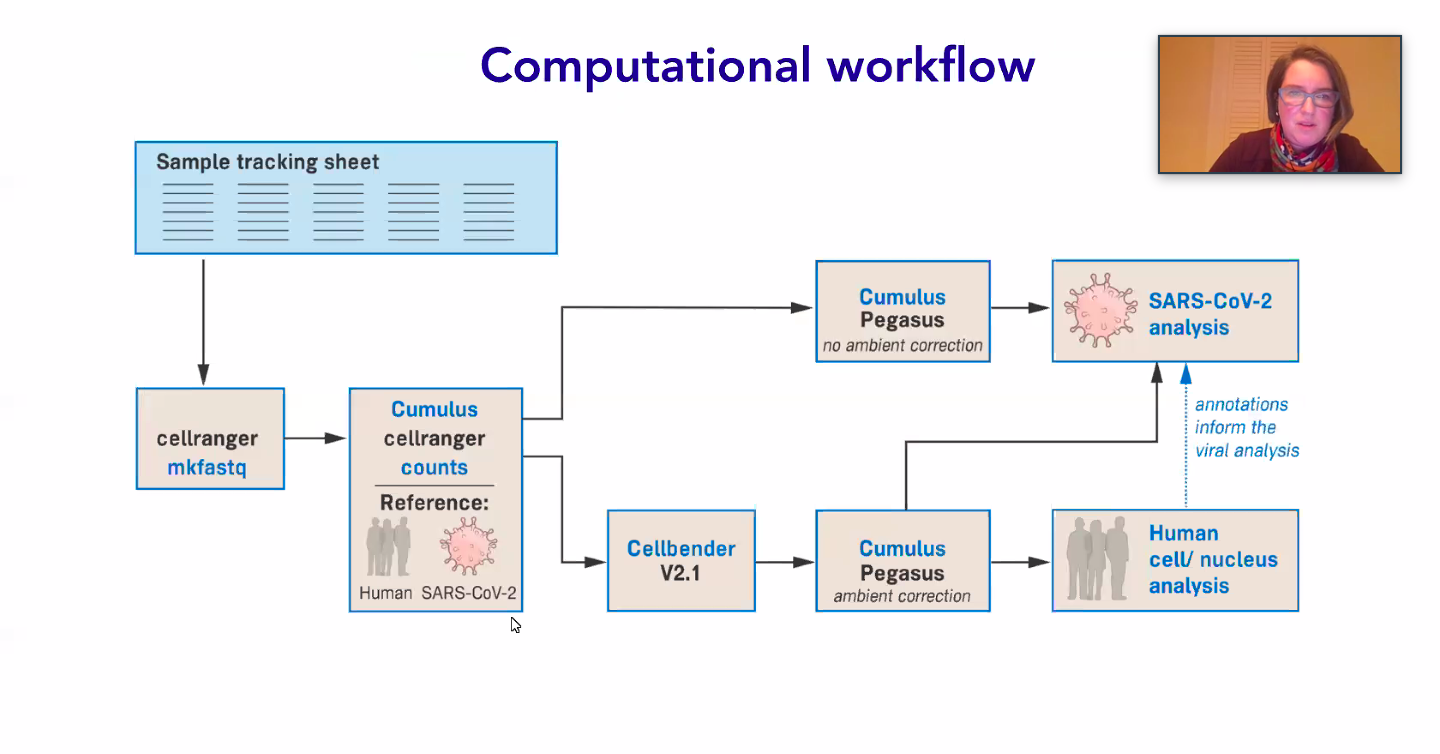 Computational workflow
Sample tracking sheet
cellranger
mkfastq
Cumulus
cellranger
counts
Reference:
Human SARS-CoV-2
Cellbender
V2.1
Cumulus
Pegasus
no ambient correction
SARS-CoV-2
analysis
annotations
inform the
viral analysis
Cumulus
Pegasus
ambient correction
Human
cell/ nucleus
analysis